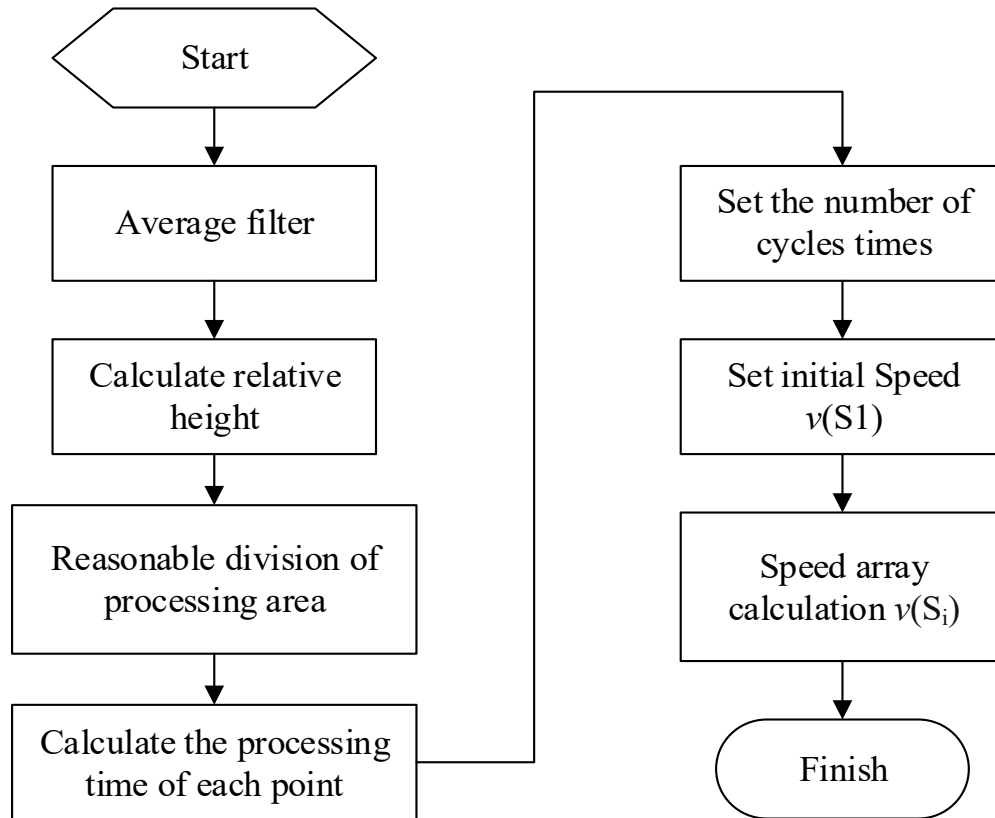 Start
Average filter
Calculate relative
height
Reasonable division of
processing area
Calculate the processing
time of each point
Set the number of
cycles times
Set initial Speed
v(S1)
Speed array
calculation v(Sᵢ)
Finish